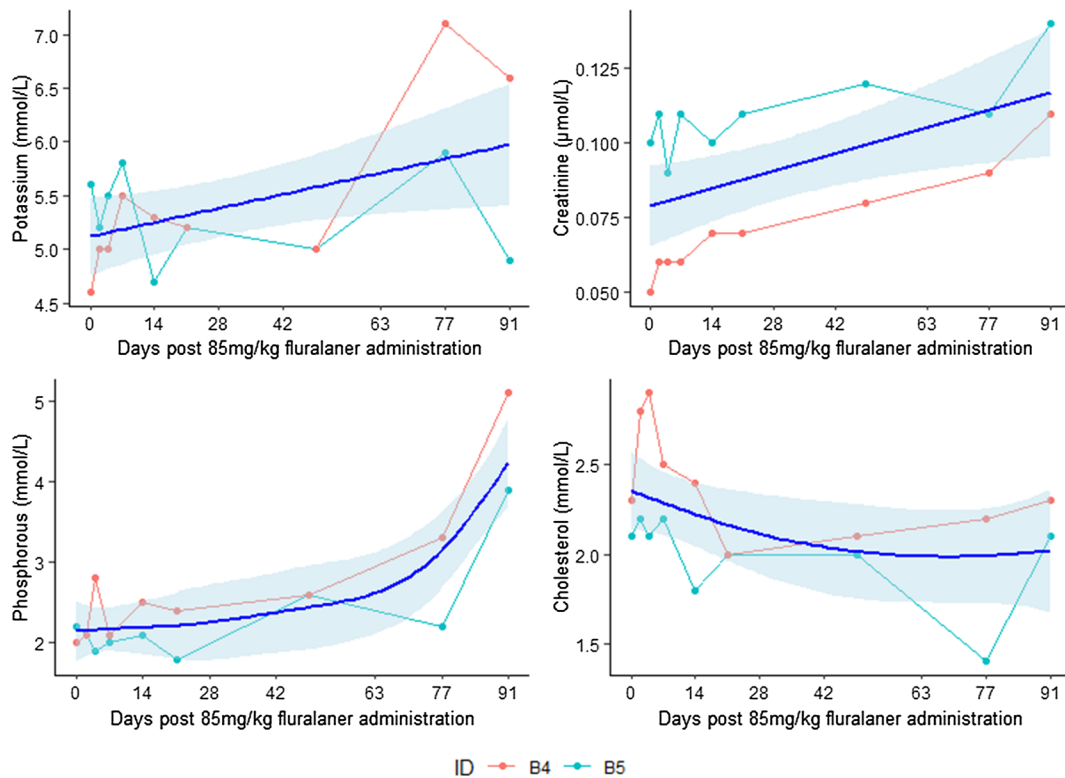 Potassium (mmol/L)
7.0
6.5
6.0
5.5
5.0
4.5
0 14 28 42 63 77 91
Days post 85mg/kg fluralaner administration
Creatinine (μmol/L)
0.125
0.100
0.075
0.050
0 14 28 42 63 77 91
Days post 85mg/kg fluralaner administration
Phosphorous (mmol/L)
5
4
3
2
0 14 28 42 63 77 91
Days post 85mg/kg fluralaner administration
Cholesterol (mmol/L)
2.5
2.0
1.5
0 14 28 42 63 77 91
Days post 85mg/kg fluralaner administration
ID B4 B5